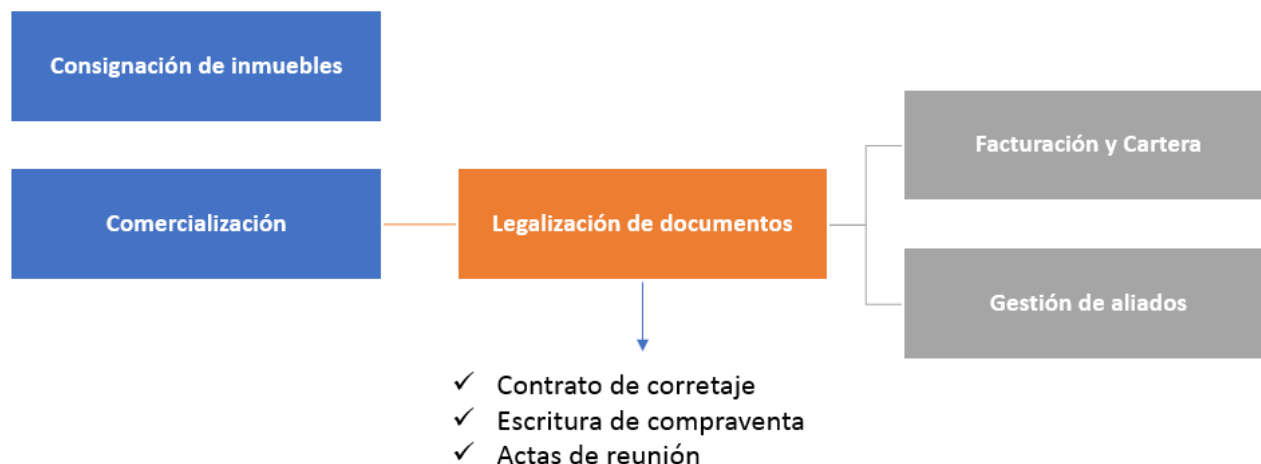 Consignación de inmuebles
Comercialización
Legalización de documentos
Facturación y Cartera
Gestión de aliados
✓ Contrato de corretaje
✓ Escritura de compraventa
✓ Actas de reunión